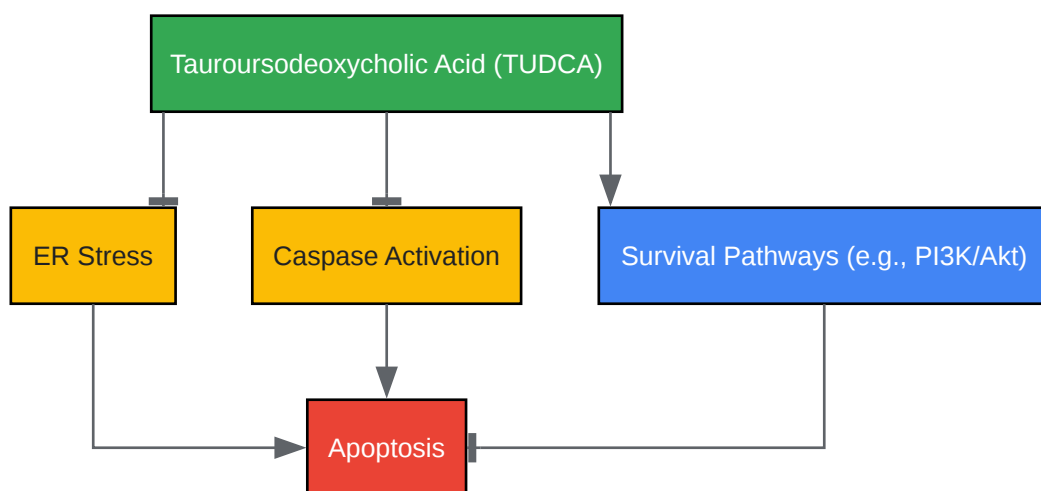 Tauroursodeoxycholic Acid (TUDCA)
ER Stress
Caspase Activation
Survival Pathways (e.g., PI3K/Akt)
Apoptosis